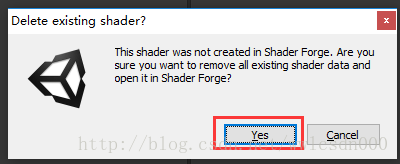 Delete existing shader?
This shader was not created in Shader Forge. Are you
sure you want to remove all existing shader data and
open it in Shader Forge?
Yes
Cancel